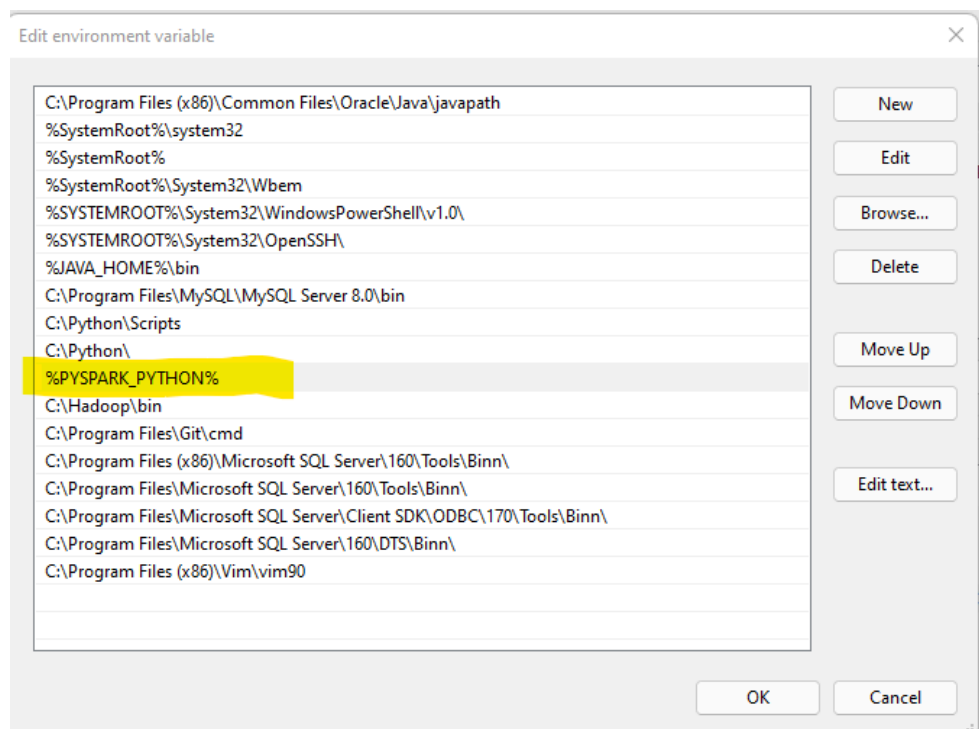 Edit environment variable
C:\Program Files (x86)\Common Files\Oracle\Java\javapath
%SystemRoot%\system32
%SystemRoot%
%SystemRoot%\System32\Wbem
%SYSTEMROOT%\System32\WindowsPowerShell\v1.0\
%SYSTEMROOT%\System32\OpenSSH\
%JAVA_HOME%\bin
C:\Program Files\MySQL\MySQL Server 8.0\bin
C:\Python\Scripts
C:\Python\
%PYSPARK_PYTHON%
C:\Hadoop\bin
C:\Program Files\Git\cmd
C:\Program Files (x86)\Microsoft SQL Server\160\Tools\Binn\
C:\Program Files\Microsoft SQL Server\160\Tools\Binn\
C:\Program Files\Microsoft SQL Server\Client SDK\ODBC\170\Tools\Binn\
C:\Program Files\Microsoft SQL Server\160\DTS\Binn\
C:\Program Files (x86)\Vim\vim90
New
Edit
Browse...
Delete
Move Up
Move Down
Edit text...
OK
Cancel